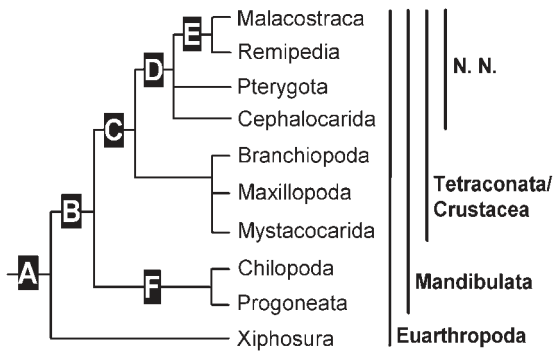 Malacostraca
E
Remipedia
N. N.
D
Pterygota
Cephalocarida
C
Branchiopoda
Maxillopoda
Tetraconata/
Crustacea
B
Mystacocarida
A
F
Chilopoda
Mandibulata
Progoneata
Xiphosura
Euarthropoda